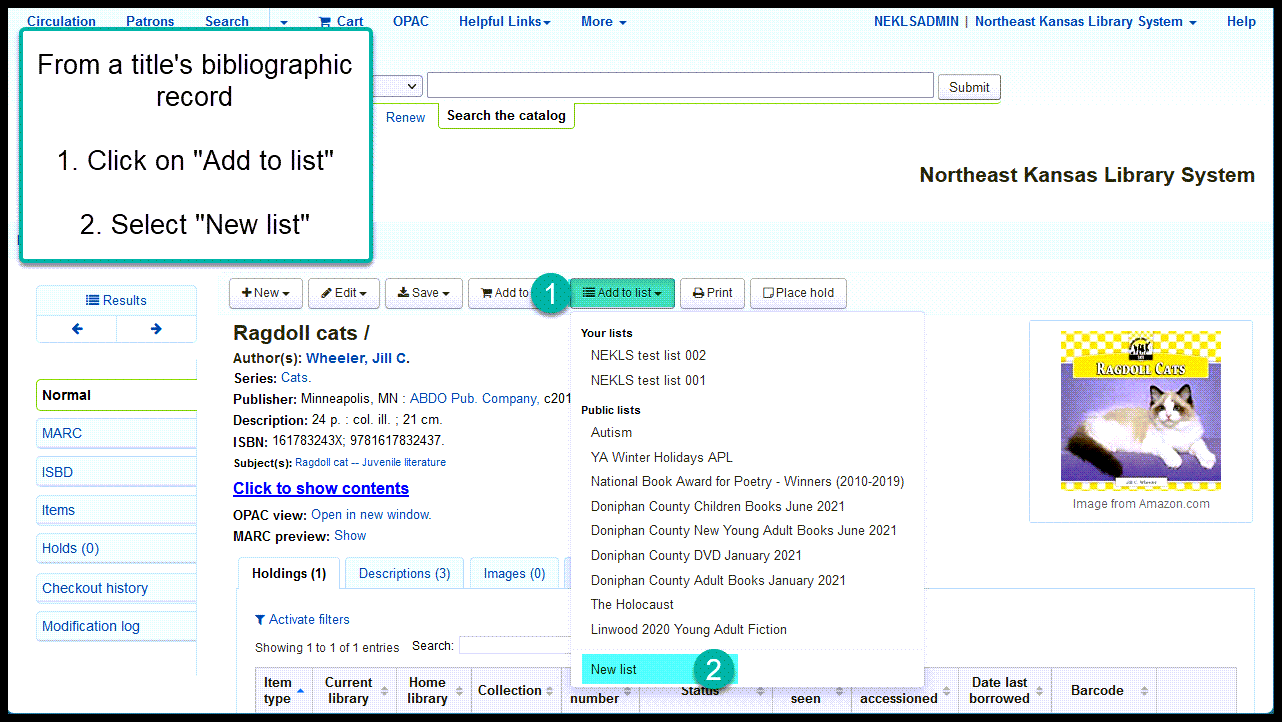 Circulation Patrons Search Cart OPAC Helpful Links More NEKLSADMIN | Northeast Kansas Library System Help
From a title's bibliographic
record
1. Click on "Add to list"
2. Select "New list"
Submit
Renew Search the catalog
Northeast Kansas Library System
Results
New Edit Save Add to 1 Add to list Print Place hold
Ragdoll cats /
Author(s): Wheeler, Jill C.
Series: Cats.
Publisher: Minneapolis, MN : ABDO Pub. Company, c201
Description: 24 p. : col. ill. ; 21 cm.
ISBN: 161783243X; 9781617832437.
Subject(s): Ragdoll cat -- Juvenile literature
Click to show contents
OPAC view: Open in new window.
MARC preview: Show
Normal
MARC
ISBD
Items
Holds (0)
Checkout history
Modification log
Your lists
NEKLS test list 002
NEKLS test list 001
Public lists
Autism
YA Winter Holidays APL
National Book Award for Poetry - Winners (2010-2019)
Doniphan County Children Books June 2021
Doniphan County New Young Adult Books June 2021
Doniphan County DVD January 2021
Doniphan County Adult Books January 2021
The Holocaust
Linwood 2020 Young Adult Fiction
New list 2
RAGDOLL CATS
Jill C. Wheeler
Image from Amazon.com
Holdings (1) Descriptions (3) Images (0)
Activate filters
Showing 1 to 1 of 1 entries Search:
Item
type
Current
library
Home
library
Collection
number
Status
seen
accessioned
Date last
borrowed
Barcode